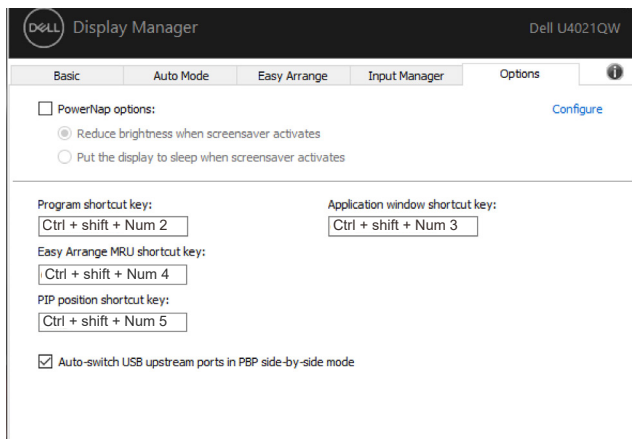 DELL Display Manager Dell U4021QW
Basic Auto Mode Easy Arrange Input Manager Options i
PowerNap options: Configure
Reduce brightness when screensaver activates
Put the display to sleep when screensaver activates
Program shortcut key: Application window shortcut key:
Ctrl + shift + Num 2 Ctrl + shift + Num 3
Easy Arrange MRU shortcut key:
Ctrl + shift + Num 4
PIP position shortcut key:
Ctrl + shift + Num 5
Auto-switch USB upstream ports in PBP side-by-side mode